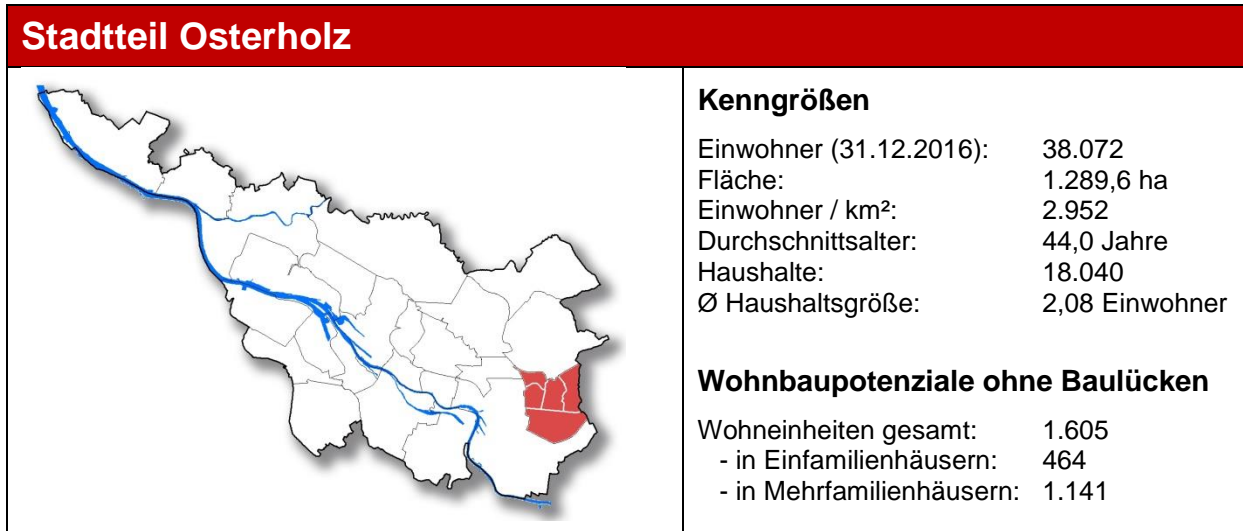 Stadtteil Osterholz
Kenngrößen
Einwohner (31.12.2016): 38.072
Fläche: 1.289,6 ha
Einwohner / km²: 2.952
Durchschnittsalter: 44,0 Jahre
Haushalte: 18.040
Ø Haushaltsgröße: 2,08 Einwohner
Wohnbaupotenziale ohne Baulücken
Wohneinheiten gesamt: 1.605
- in Einfamilienhäusern: 464
- in Mehrfamilienhäusern: 1.141